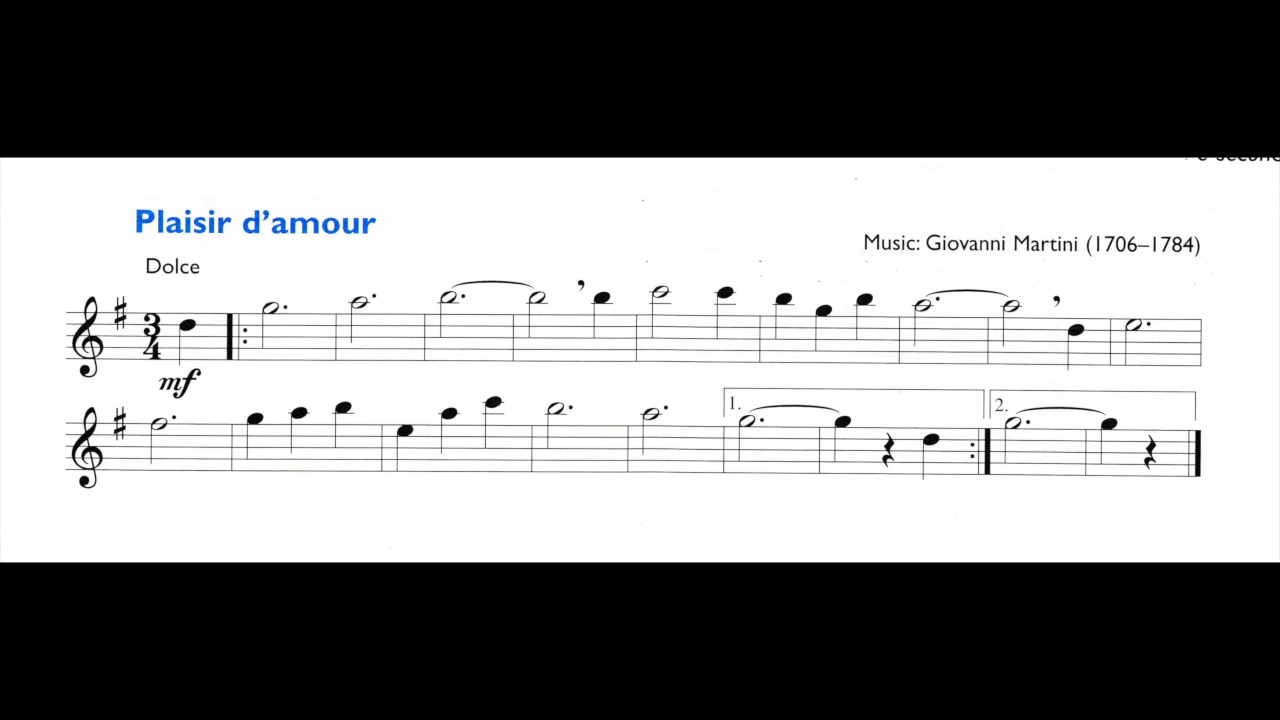 Plaisir d'amour
Music: Giovanni Martini (1706–1784)
Dolce
3
4
mf
1.
2.